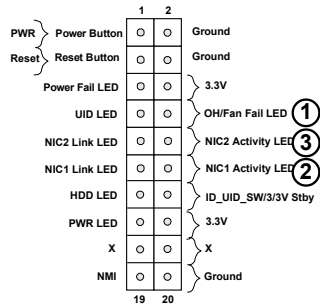 1 2
PWR Power Button Ground
Reset Reset Button Ground
Power Fail LED 3.3V
UID LED OH/Fan Fail LED 1
NIC2 Link LED NIC2 Activity LED 3
NIC1 Link LED NIC1 Activity LED 2
HDD LED ID_UID_SW/3/3V Stby
PWR LED 3.3V
X X
NMI Ground
19 20